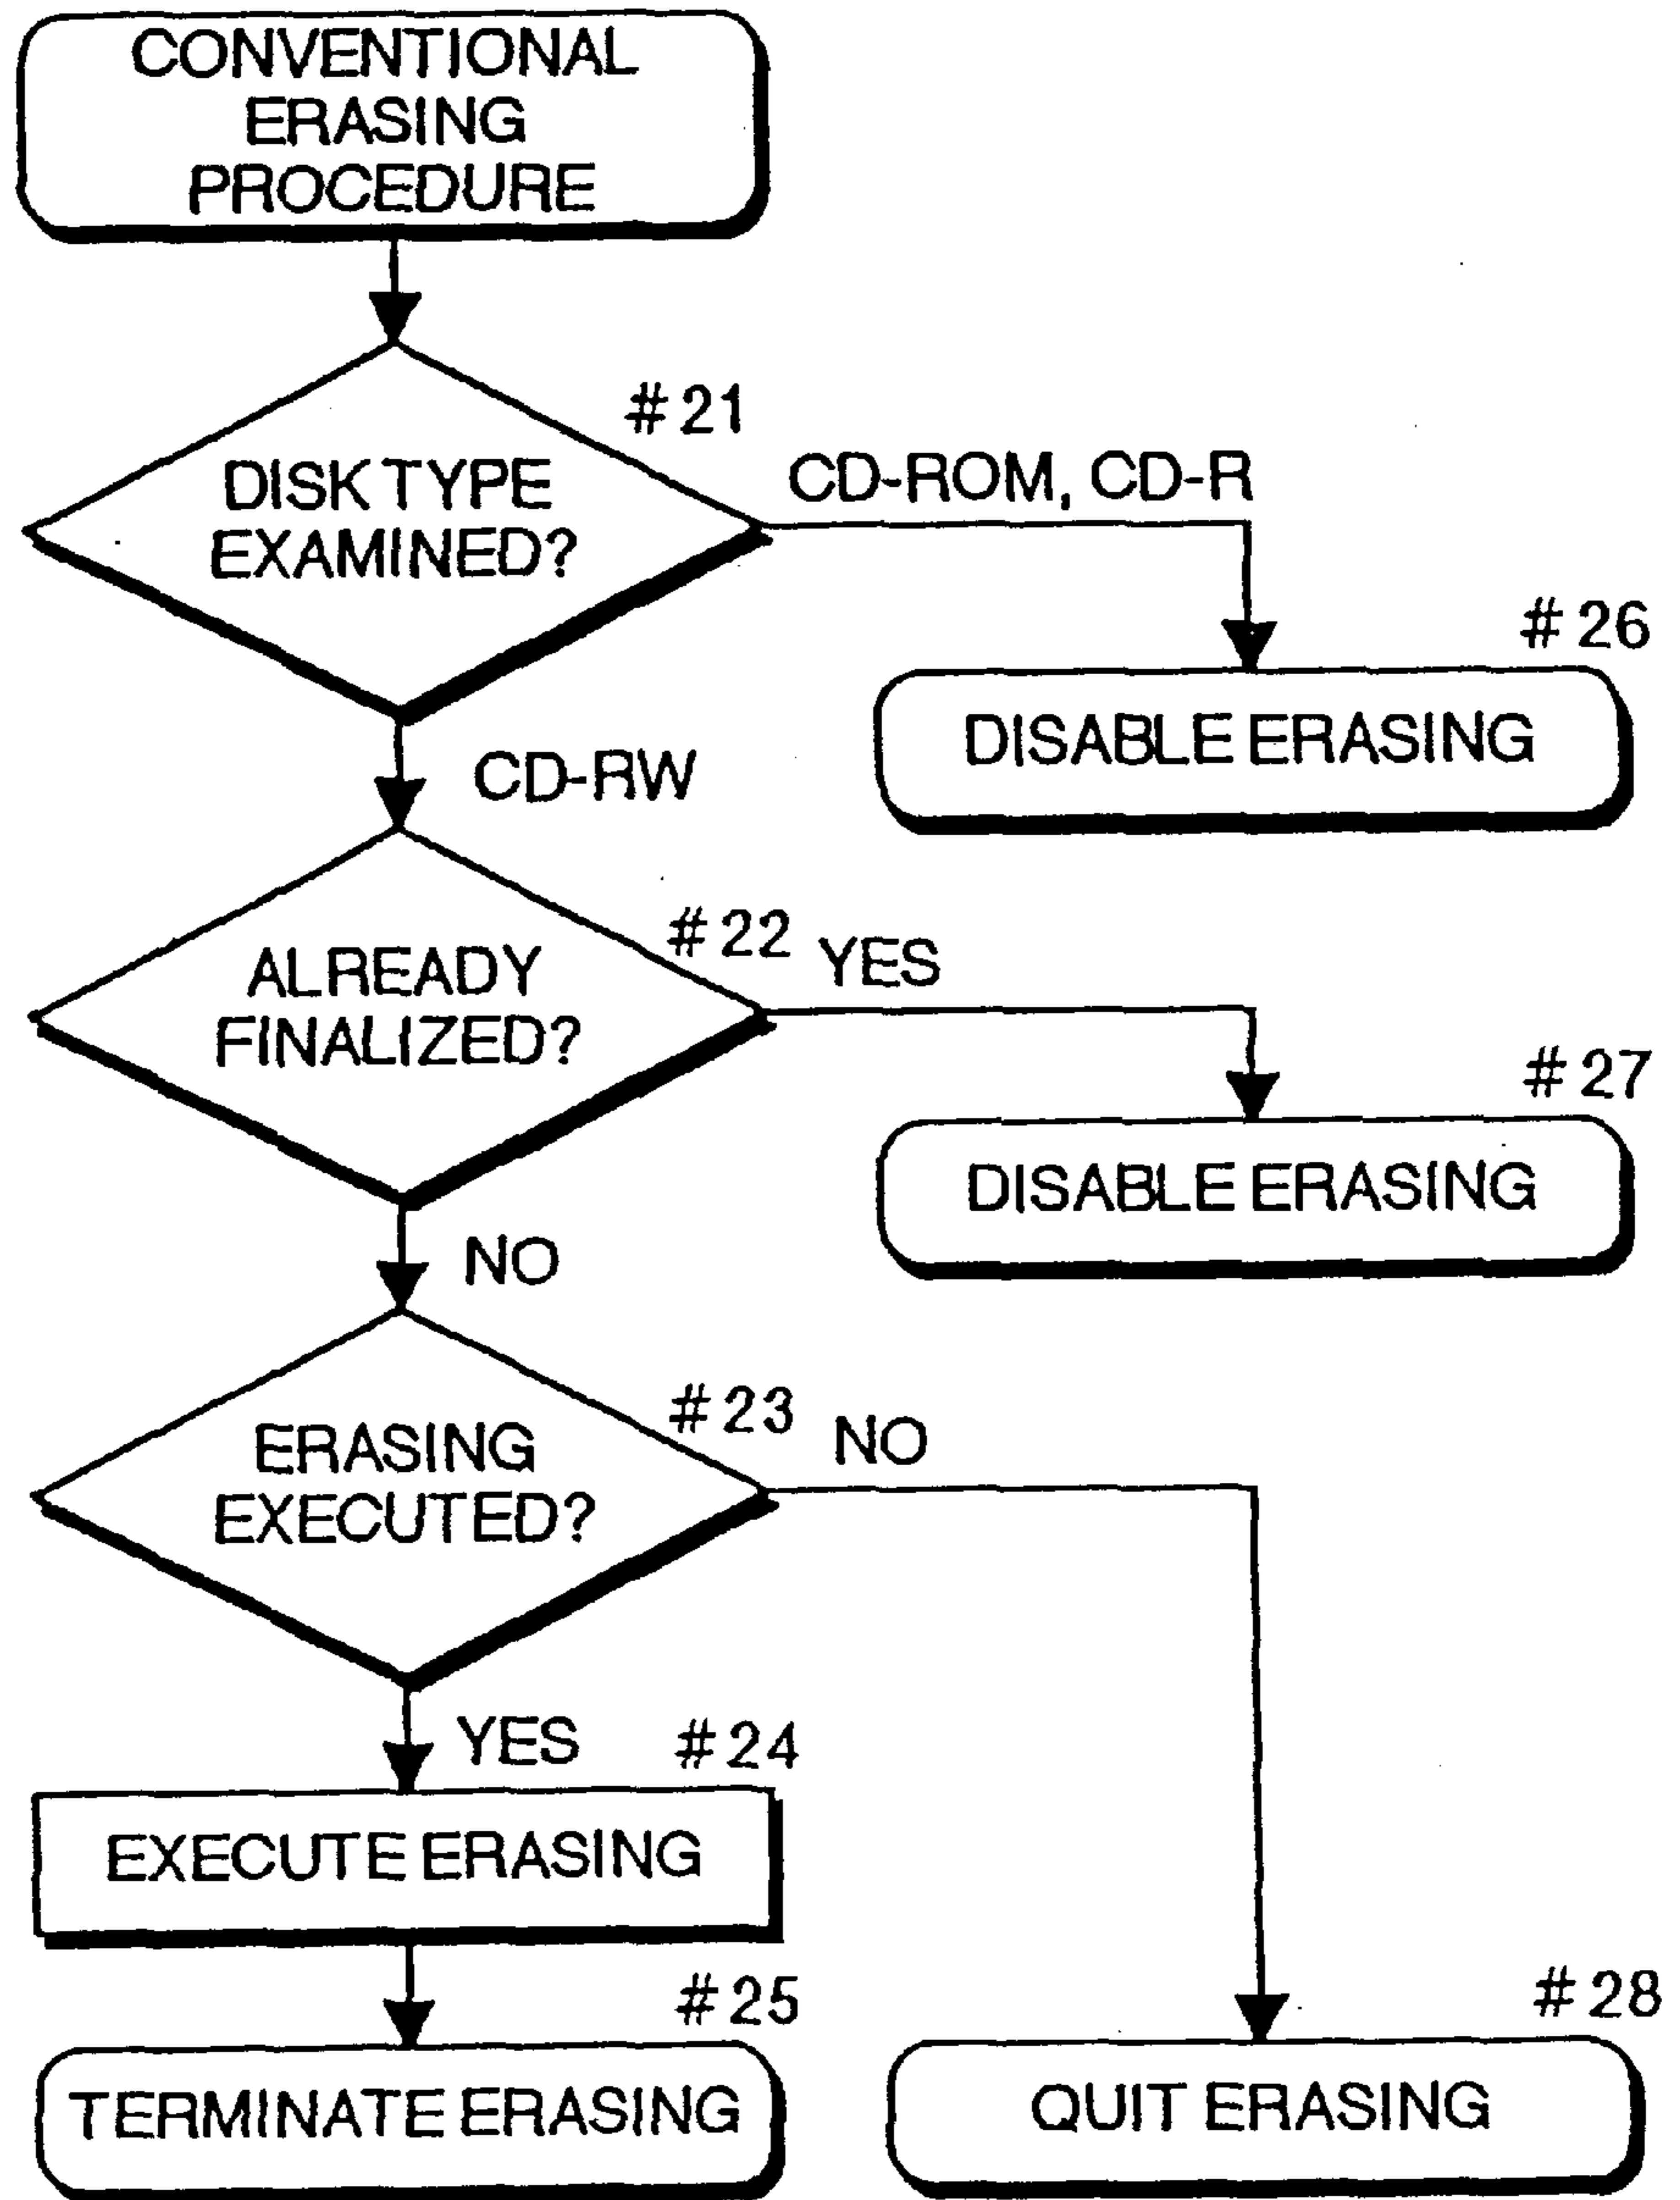 CONVENTIONAL
ERASING
PROCEDURE
#21
DISK TYPE
EXAMINED?
CD-ROM, CD-R
#26
DISABLE ERASING
CD-RW
#22
YES
ALREADY
FINALIZED?
#27
DISABLE ERASING
NO
#23
NO
ERASING
EXECUTED?
YES
#24
EXECUTE ERASING
#25
TERMINATE ERASING
#28
QUIT ERASING